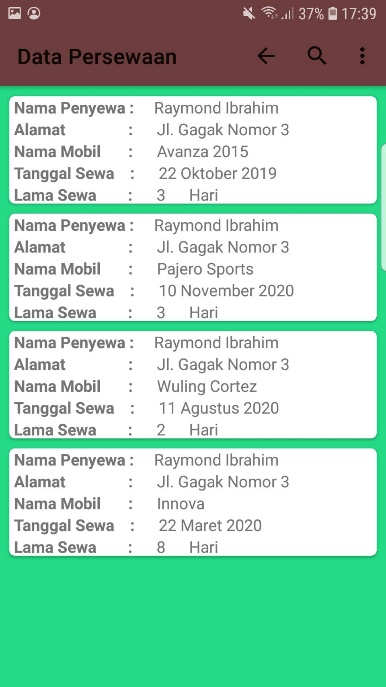 37% 17:39
Data Persewaan
Nama Penyewa : Raymond Ibrahim
Alamat : Jl. Gagak Nomor 3
Nama Mobil : Avanza 2015
Tanggal Sewa : 22 Oktober 2019
Lama Sewa : 3 Hari
Nama Penyewa : Raymond Ibrahim
Alamat : Jl. Gagak Nomor 3
Nama Mobil : Pajero Sports
Tanggal Sewa : 10 November 2020
Lama Sewa : 3 Hari
Nama Penyewa : Raymond Ibrahim
Alamat : Jl. Gagak Nomor 3
Nama Mobil : Wuling Cortez
Tanggal Sewa : 11 Agustus 2020
Lama Sewa : 2 Hari
Nama Penyewa : Raymond Ibrahim
Alamat : Jl. Gagak Nomor 3
Nama Mobil : Innova
Tanggal Sewa : 22 Maret 2020
Lama Sewa : 8 Hari